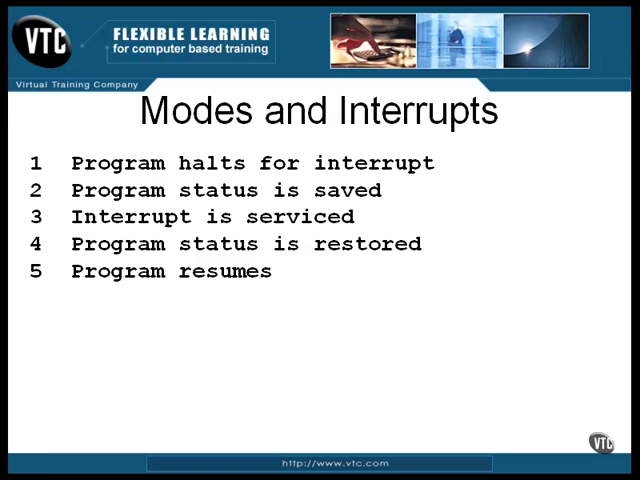 VTC
FLEXIBLE LEARNING
for computer based training
Virtual Training Company
Modes and Interrupts
1 Program halts for interrupt
2 Program status is saved
3 Interrupt is serviced
4 Program status is restored
5 Program resumes
VTC
http://www.vtc.com